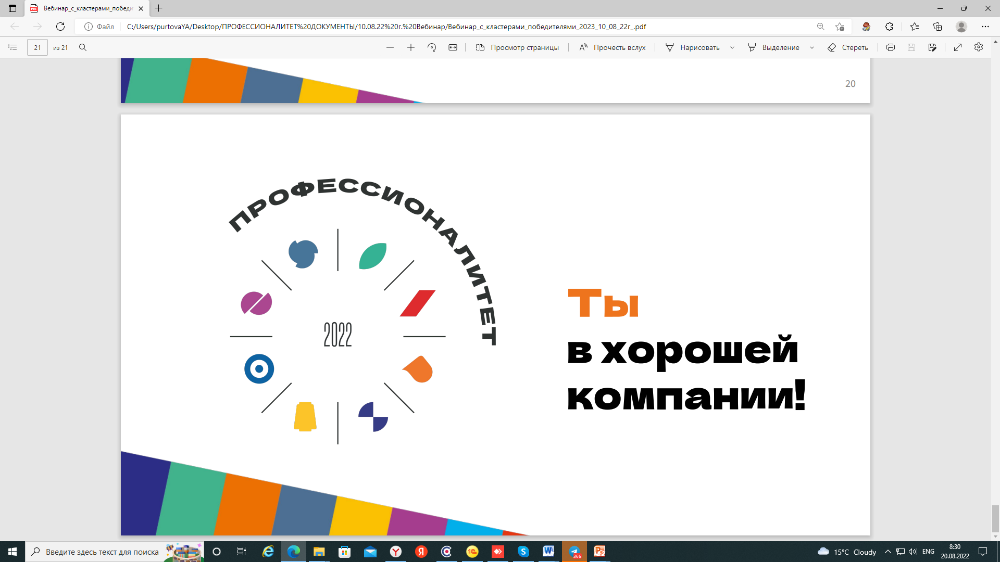 Вебинар_с_кластерами_победи
Файл
C:/Users/purtovaYA/Desktop/ПРОФЕССИОНАЛИТЕТ%20ДОКУМЕНТЫ/10.08.22%20г.%20Вебинар/Вебинар_с_кластерами_победителями_2023_10_08_22г_.pdf
21 из 21
Просмотр страницы
Прочесть вслух
Нарисовать
Выделение
Стереть
20
ПРОФЕССИОНАЛИТЕТ
2022
Ты
в хорошей
компании!
Введите здесь текст для поиска
366
15°C Cloudy
ENG
8:30
20.08.2022